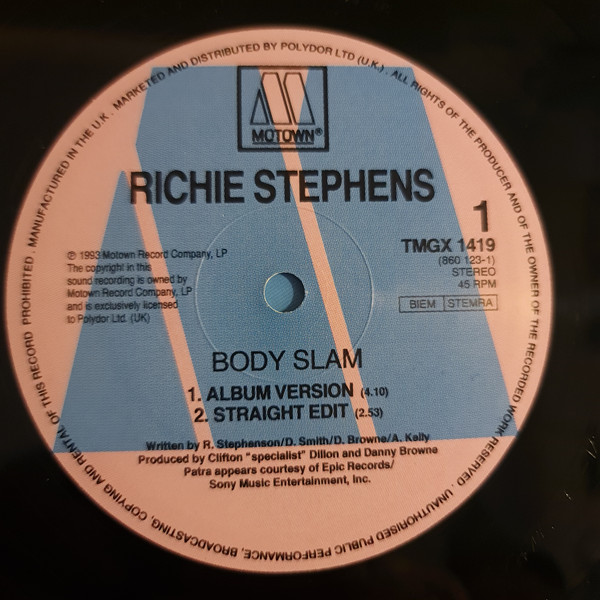 MANUFACTURED IN THE U.K. · MARKETED AND DISTRIBUTED BY POLYDOR LTD (U.K.) · ALL RIGHTS OF THE PRODUCER AND OF THE OWNER OF THE RECORDED WORK RESERVED · UNAUTHORISED PUBLIC PERFORMANCE, BROADCASTING, COPYING AND RENTAL OF THIS RECORD PROHIBITED ·
MOTOWN®
RICHIE STEPHENS
1
TMGX 1419
(860 123-1)
STEREO
45 RPM
BIEM STEMRA
℗ 1993 Motown Record Company, LP
The copyright in this
sound recording is owned by
Motown Record Company, LP
and is exclusively licensed
to Polydor Ltd. (UK)
BODY SLAM
1. ALBUM VERSION (4.10)
2. STRAIGHT EDIT (2.53)
Written by R. Stephenson/D. Smith/D. Browne/A. Kelly
Produced by Clifton "specialist" Dillon and Danny Browne
Patra appears courtesy of Epic Records/
Sony Music Entertainment, Inc.